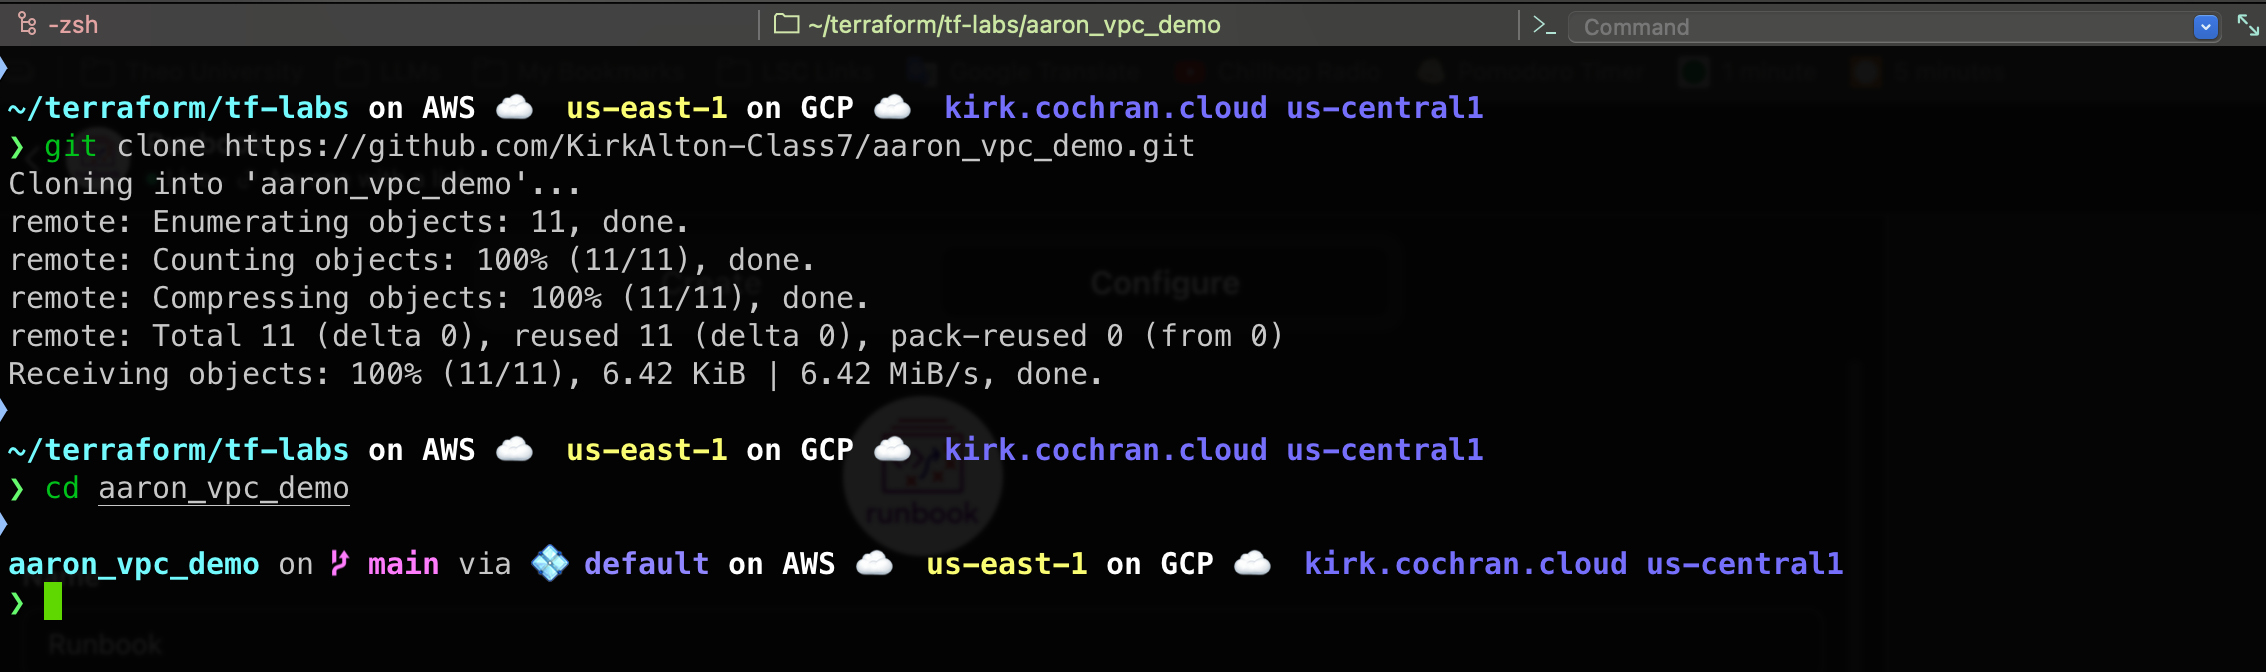 -zsh ~/terraform/tf-labs/aaron_vpc_demo Command
~/terraform/tf-labs on AWS ☁️ us-east-1 on GCP ☁️ kirk.cochran.cloud us-central1
❯ git clone https://github.com/KirkAlton-Class7/aaron_vpc_demo.git
Cloning into 'aaron_vpc_demo'...
remote: Enumerating objects: 11, done.
remote: Counting objects: 100% (11/11), done.
remote: Compressing objects: 100% (11/11), done.
remote: Total 11 (delta 0), reused 11 (delta 0), pack-reused 0 (from 0)
Receiving objects: 100% (11/11), 6.42 KiB | 6.42 MiB/s, done.
~/terraform/tf-labs on AWS ☁️ us-east-1 on GCP ☁️ kirk.cochran.cloud us-central1
❯ cd aaron_vpc_demo
aaron_vpc_demo on main via 💠 default on AWS ☁️ us-east-1 on GCP ☁️ kirk.cochran.cloud us-central1
❯
Configure
runbook
Runbook